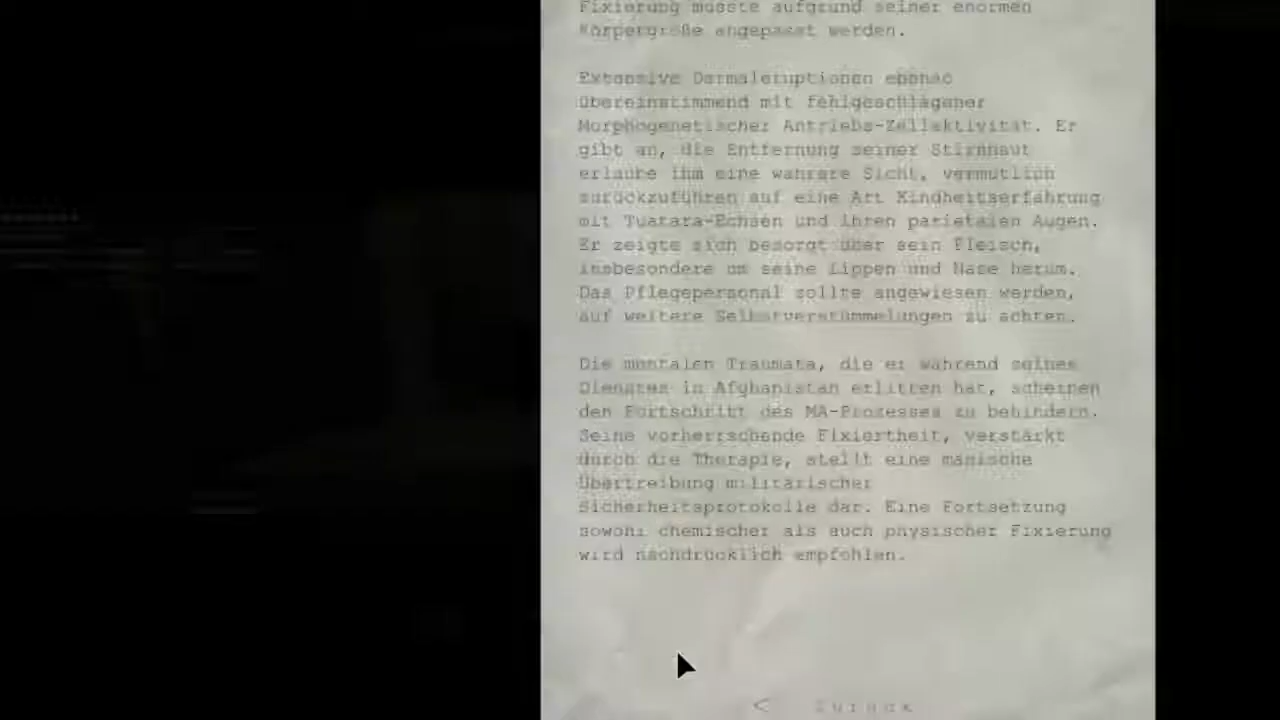 Fixierung musste aufgrund seiner enormen
Körpergröße angepasst werden.
Extensive Dermaleruptionen ebenso
übereinstimmend mit fehlgeschlagener
Morphogenetischer Antriebs-Zellaktivität. Er
gibt an, die Entfernung seiner Stirnhaut
erlaube ihm eine wahrere Sicht, vermutlich
zurückzuführen auf eine Art Kindheitserfahrung
mit Tuatara-Echsen und ihren parietalen Augen.
Er zeigte sich besorgt über sein Fleisch,
insbesondere um seine Lippen und Nase herum.
Das Pflegepersonal sollte angewiesen werden,
auf weitere Selbstverstümmelungen zu achten.
Die mentalen Traumata, die er während seines
Dienstes in Afghanistan erlitten hat, scheinen
den Fortschritt des MA-Prozesses zu behindern.
Seine vorherrschende Fixiertheit, verstärkt
durch die Therapie, stellt eine manische
Übertreibung militärischer
Sicherheitsprotokolle dar. Eine Fortsetzung
sowohl chemischer als auch physischer Fixierung
wird nachdrücklich empfohlen.
< Zurück